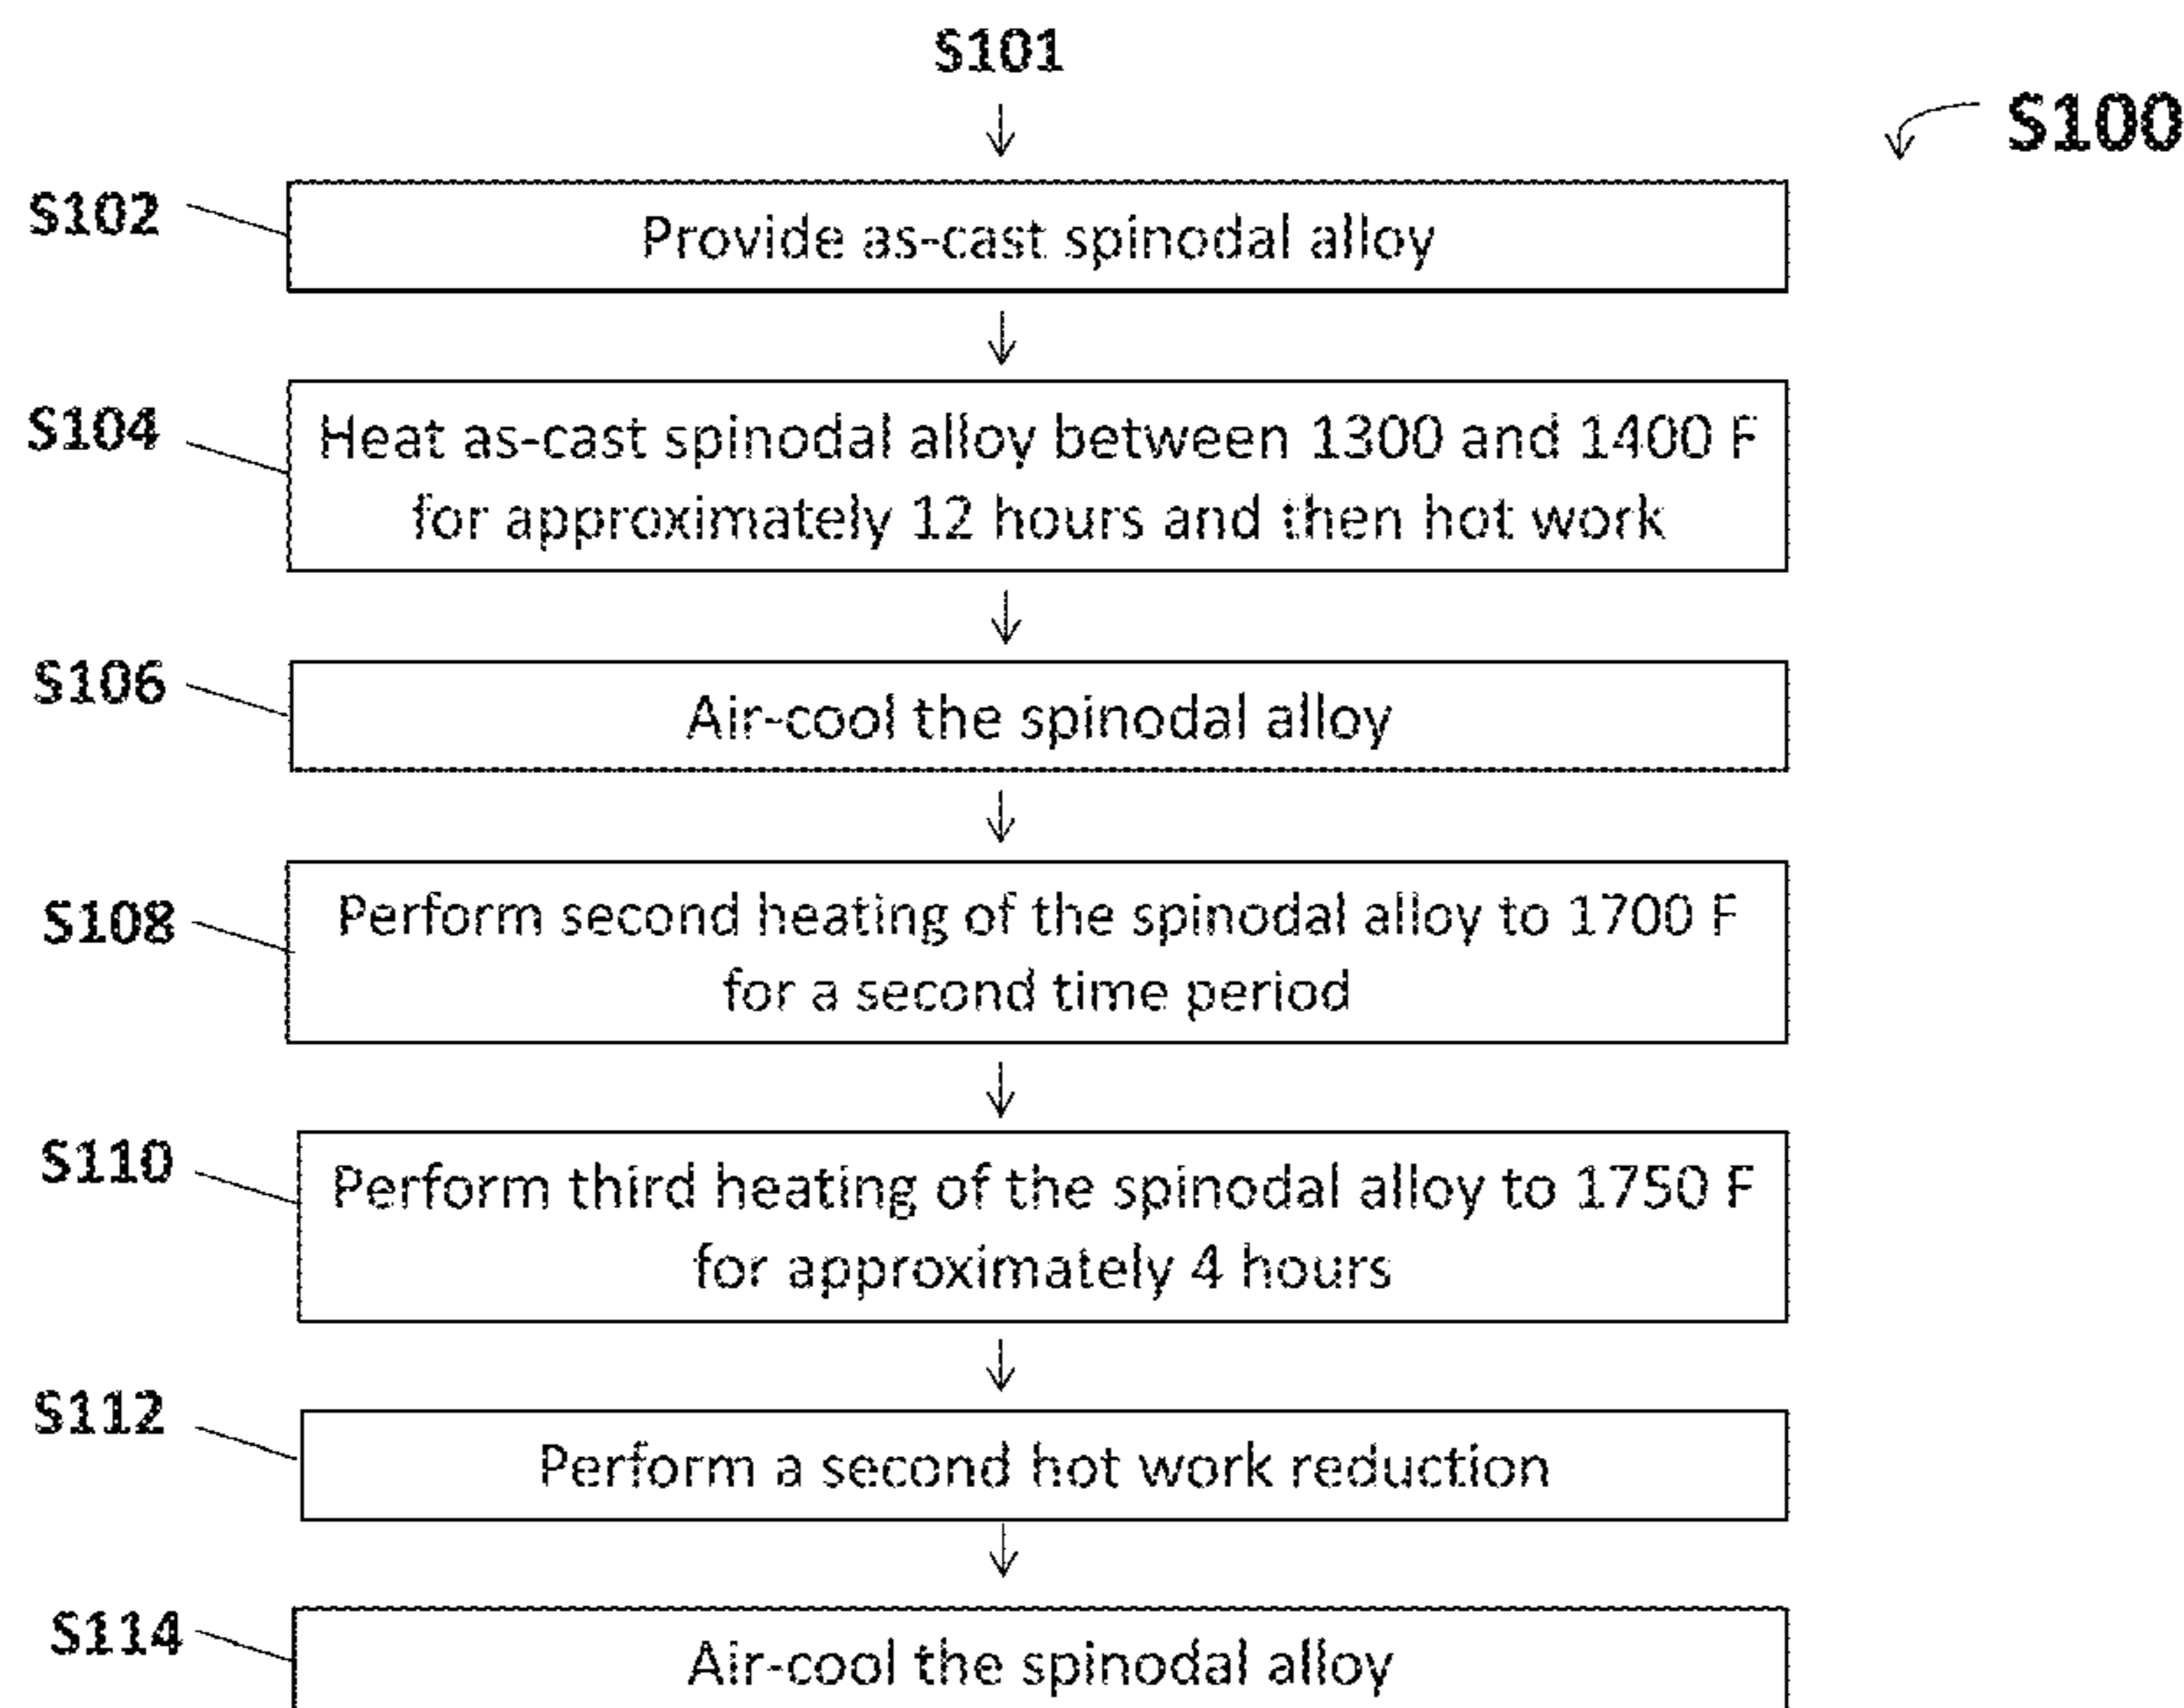 S101
S100
S102
Provide as-cast spinodal alloy
S104
Heat as-cast spinodal alloy between 1300 and 1400 F
for approximately 12 hours and then hot work
S106
Air-cool the spinodal alloy
S108
Perform second heating of the spinodal alloy to 1700 F
for a second time period
S110
Perform third heating of the spinodal alloy to 1750 F
for approximately 4 hours
S112
Perform a second hot work reduction
S114
Air-cool the spinodal alloy